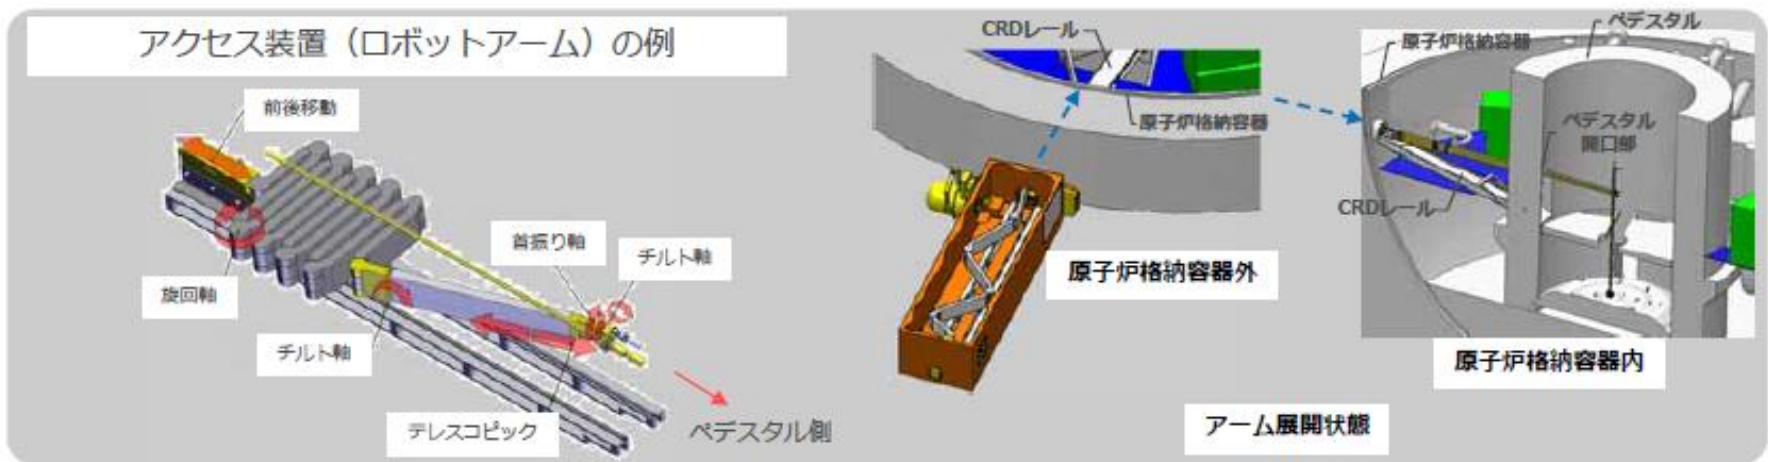 アクセス装置（ロボットアーム）の例
前後移動
首振り軸
チルト軸
旋回軸
チルト軸
テレスコピック
ペデスタル側
CRDレール
原子炉格納容器
原子炉格納容器外
ペデスタル
原子炉格納容器
ペデスタル
開口部
CRDレール
原子炉格納容器内
アーム展開状態